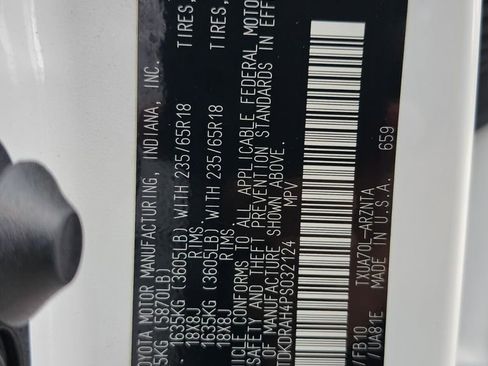 TOYOTA MOTOR MANUFACTURING, INDIANA, INC.
5KG (5870LB)
1635KG (3605LB) WITH 235/65R18 TIRES,
18X8J RIMS
1635KG (3605LB) WITH 235/65R18 TIRES,
18X8J RIMS.
HICLE CONFORMS TO ALL APPLICABLE FEDERAL MOTOR
SAFETY AND THEFT PREVENTION STANDARDS IN EFF
OF MANUFACTURE SHOWN ABOVE.
TDKDRAH4PS032124 MPV
/FB10 TXUA70L-ARZNTA
/UA81E MADE IN U.S.A. 659